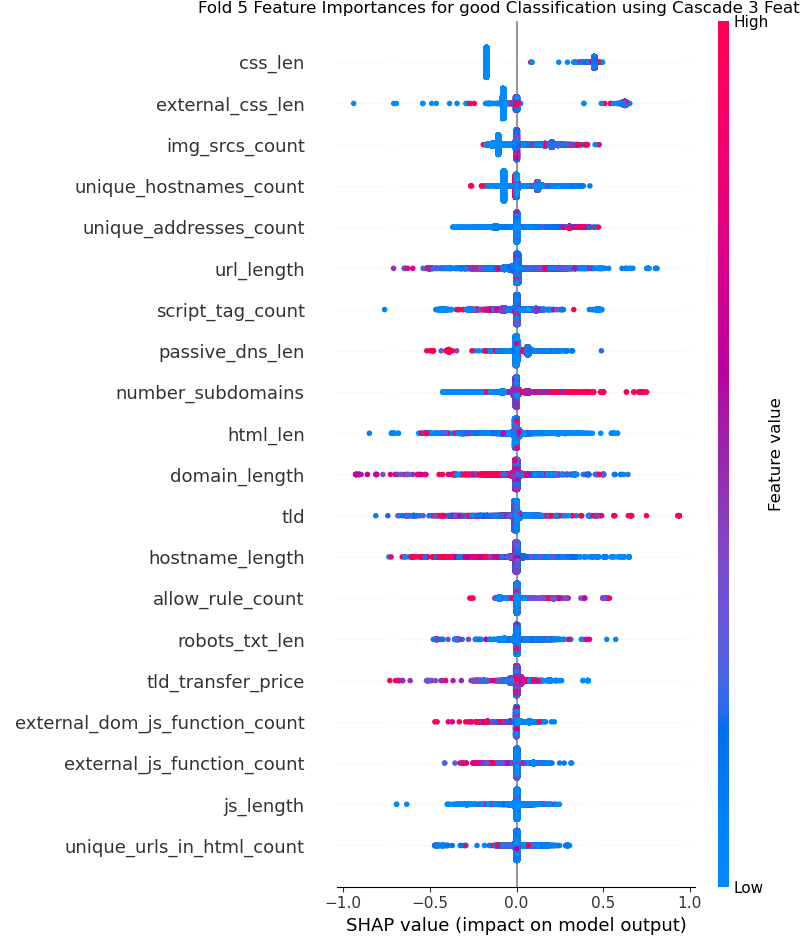 Fold 5 Feature Importances for good Classification using Cascade 3 Feat
High
css_len
external_css_len
img_srcs_count
unique_hostnames_count
unique_addresses_count
url_length
script_tag_count
passive_dns_len
number_subdomains
html_len
domain_length
tld
hostname_length
allow_rule_count
robots_txt_len
tld_transfer_price
external_dom_js_function_count
external_js_function_count
js_length
unique_urls_in_html_count
Feature value
Low
−1.0 −0.5 0.0 0.5 1.0
SHAP value (impact on model output)